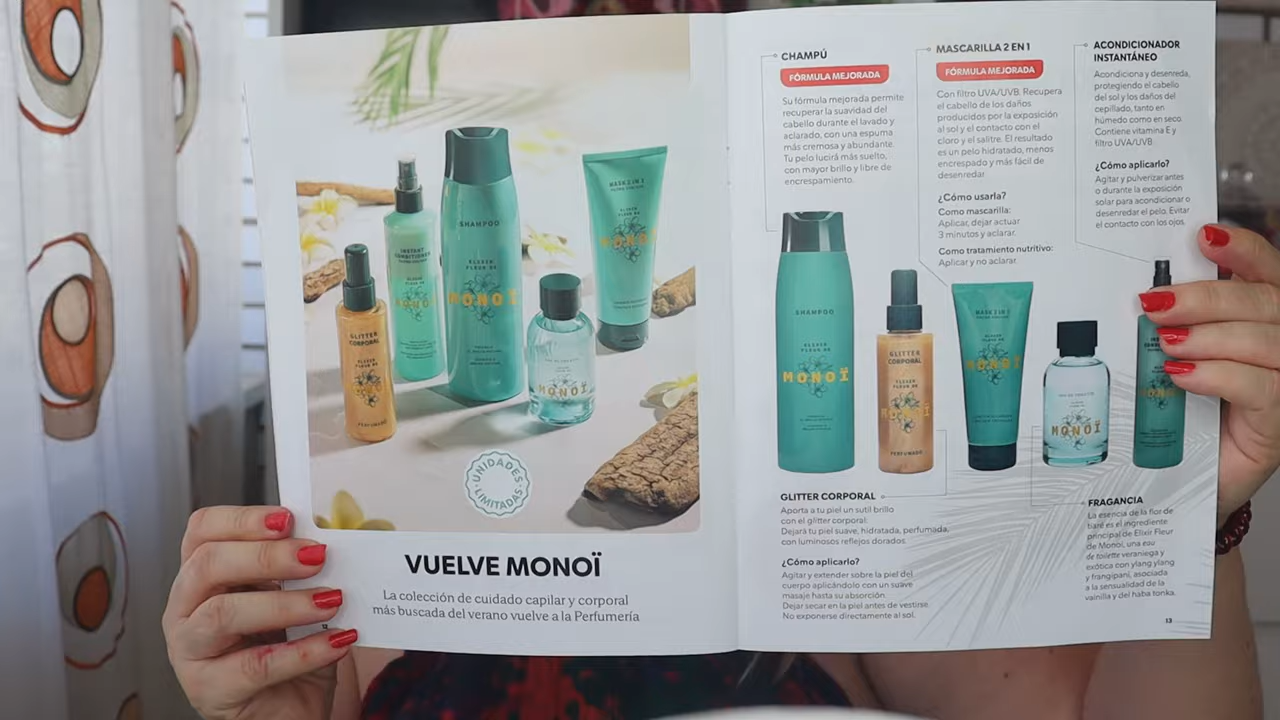 GLITTER
CORPORAL
ELIXIR
FLEUR DE
MONOÏ
PERFUMADO
INSTANT
CONDITIONER
ELIXIR
FLEUR DE
MONOÏ
SHAMPOO
ELIXIR
FLEUR DE
MONOÏ
MONOÏ
MASK 2 IN 1
ELIXIR
FLEUR DE
MONOÏ
UNIDADES
LIMITADAS
VUELVE MONOÏ
La colección de cuidado capilar y corporal
más buscada del verano vuelve a la Perfumería
12
CHAMPÚ
FÓRMULA MEJORADA
Su fórmula mejorada permite
recuperar la suavidad del
cabello durante el lavado y
aclarado, con una espuma
más cremosa y abundante.
Tu pelo lucirá más suelto,
con mayor brillo y libre de
encrespamiento.
MASCARILLA 2 EN 1
FÓRMULA MEJORADA
Con filtro UVA/UVB. Recupera
el cabello de los daños
producidos por la exposición
al sol y el contacto con el
cloro y el salitre. El resultado
es un pelo hidratado, menos
encrespado y más fácil de
desenredar.
¿Cómo usarla?
Como mascarilla:
Aplicar, dejar actuar
3 minutos y aclarar.
Como tratamiento nutritivo:
Aplicar y no aclarar.
ACONDICIONADOR
INSTANTÁNEO
Acondiciona y desenreda,
protegiendo el cabello
del sol y los daños del
cepillado, tanto en
húmedo como en seco.
Contiene vitamina E y
filtro UVA/UVB
¿Cómo aplicarlo?
Agitar y pulverizar antes
o durante la exposición
solar para acondicionar o
desenredar el pelo. Evitar
el contacto con los ojos.
SHAMPOO
MONOÏ
GLITTER
CORPORAL
ELIXIR
FLEUR DE
MONOÏ
PERFUMADO
MASK 2 IN 1
MONOÏ
MONOÏ
MONOÏ
GLITTER CORPORAL
Aporta a tu piel un sutil brillo
con el glitter corporal.
Dejará tu piel suave, hidratada, perfumada,
con luminosos reflejos dorados.
¿Cómo aplicarlo?
Agitar y extender sobre la piel del
cuerpo aplicándolo con un suave
masaje hasta su absorción.
Dejar secar en la piel antes de vestirse.
No exponerse directamente al sol.
FRAGANCIA
La esencia de la flor de
tiaré es el ingrediente
principal de Elixir Fleur
de Monoï, una eau
de toilette veraniega y
exótica con ylang ylang
y frangipani, asociada
a la sensualidad de la
vainilla y del haba tonka.
13